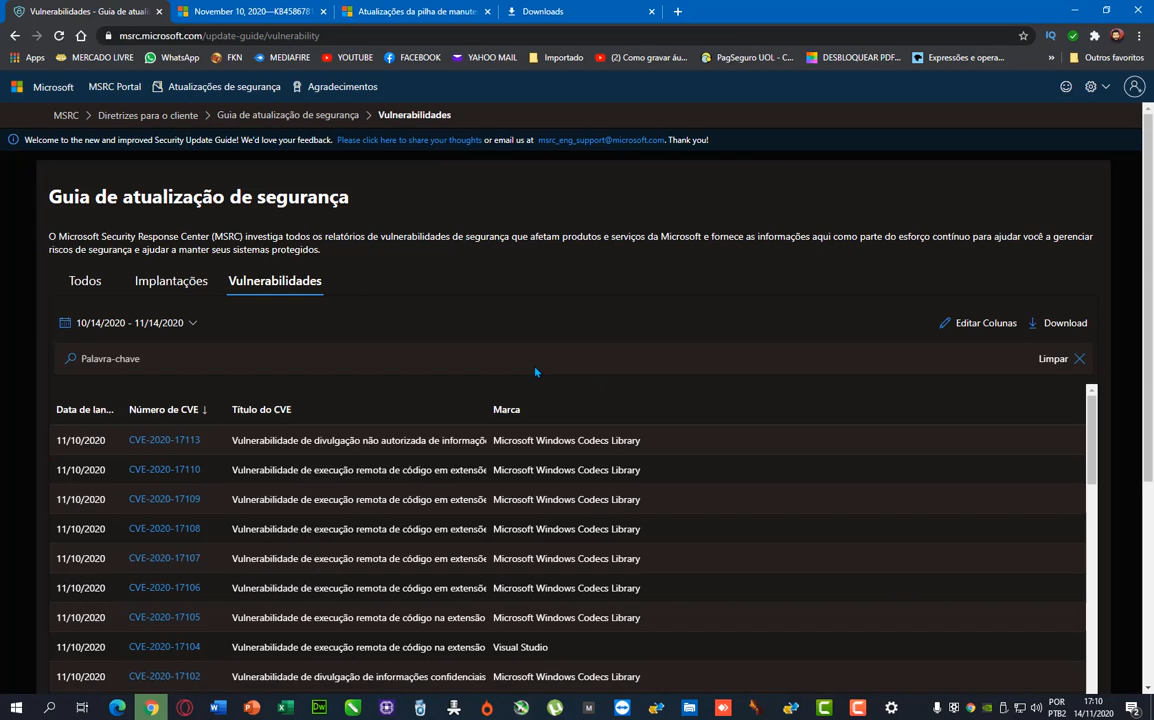 Vulnerabilidades - Guia de atuali
November 10, 2020—KB458678
Atualizações da pilha de manute
Downloads
msrc.microsoft.com/update-guide/vulnerability
Apps
MERCADO LIVRE
WhatsApp
FKN
MEDIAFIRE
YOUTUBE
FACEBOOK
YAHOO MAIL
Importado
(2) Como gravar áu...
PagSeguro UOL - C...
DESBLOQUEAR PDF...
Expressões e opera...
»
Outros favoritos
Microsoft
MSRC Portal
Atualizações de segurança
Agradecimentos
MSRC > Diretrizes para o cliente > Guia de atualização de segurança > Vulnerabilidades
Welcome to the new and improved Security Update Guide! We'd love your feedback. Please click here to share your thoughts or email us at msrc_eng_support@microsoft.com. Thank you!
Guia de atualização de segurança
O Microsoft Security Response Center (MSRC) investiga todos os relatórios de vulnerabilidades de segurança que afetam produtos e serviços da Microsoft e fornece as informações aqui como parte do esforço contínuo para ajudar você a gerenciar
riscos de segurança e ajudar a manter seus sistemas protegidos.
Todos
Implantações
Vulnerabilidades
10/14/2020 - 11/14/2020
Editar Colunas
Download
Palavra-chave
Limpar
Data de lan...
Número de CVE ↓
Título do CVE
Marca
11/10/2020 CVE-2020-17113 Vulnerabilidade de divulgação não autorizada de informaçõe Microsoft Windows Codecs Library
11/10/2020 CVE-2020-17110 Vulnerabilidade de execução remota de código em extensõe Microsoft Windows Codecs Library
11/10/2020 CVE-2020-17109 Vulnerabilidade de execução remota de código em extensõe Microsoft Windows Codecs Library
11/10/2020 CVE-2020-17108 Vulnerabilidade de execução remota de código em extensõe Microsoft Windows Codecs Library
11/10/2020 CVE-2020-17107 Vulnerabilidade de execução remota de código em extensõe Microsoft Windows Codecs Library
11/10/2020 CVE-2020-17106 Vulnerabilidade de execução remota de código em extensõe Microsoft Windows Codecs Library
11/10/2020 CVE-2020-17105 Vulnerabilidade de execução remota de código na extensão Microsoft Windows Codecs Library
11/10/2020 CVE-2020-17104 Vulnerabilidade de execução remota de código na extensão Visual Studio
11/10/2020 CVE-2020-17102 Vulnerabilidade de divulgação de informações confidenciais Microsoft Windows Codecs Library
POR
PTB2
17:10
14/11/2020
2